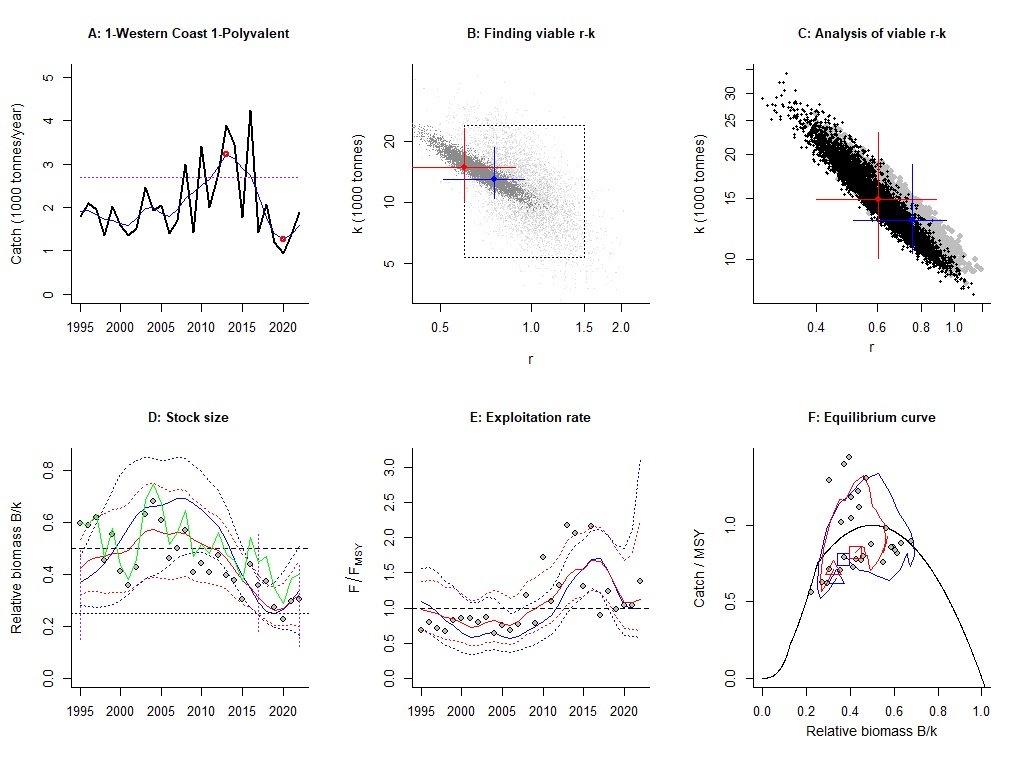 A: 1-Western Coast 1-Polyvalent
Catch (1000 tonnes/year)
0 1 2 3 4 5
1995 2000 2005 2010 2015 2020
B: Finding viable r-k
k (1000 tonnes)
5 10 20
0.5 1.0 1.5 2.0
r
C: Analysis of viable r-k
k (1000 tonnes)
10 15 20 25 30
0.4 0.6 0.8 1.0
r
D: Stock size
Relative biomass B/k
0.0 0.2 0.4 0.6 0.8
1995 2000 2005 2010 2015 2020
E: Exploitation rate
F / FMSY
0.0 0.5 1.0 1.5 2.0 2.5 3.0
1995 2000 2005 2010 2015 2020
F: Equilibrium curve
Catch / MSY
0.0 0.5 1.0
0.0 0.2 0.4 0.6 0.8 1.0
Relative biomass B/k